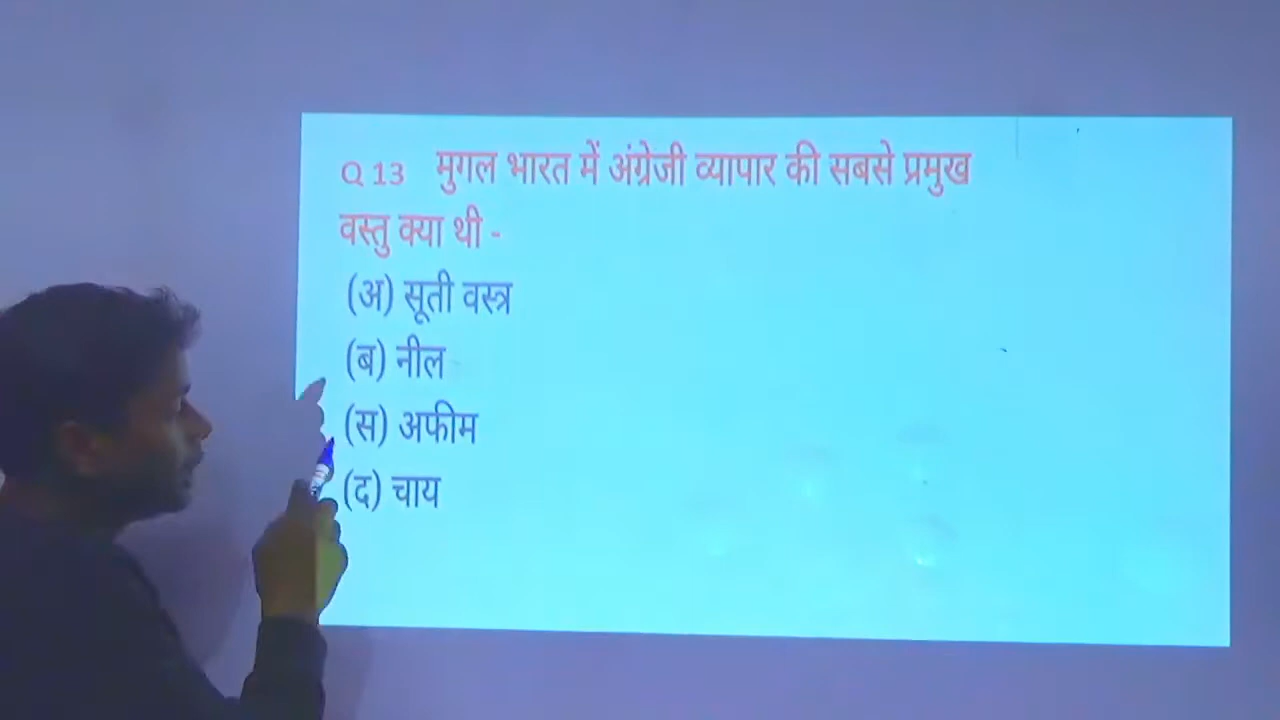 Q 13 मुगल भारत में अंग्रेजी व्यापार की सबसे प्रमुख
वस्तु क्या थी -
(अ) सूती वस्त्र
(ब) नील
(स) अफीम
(द) चाय